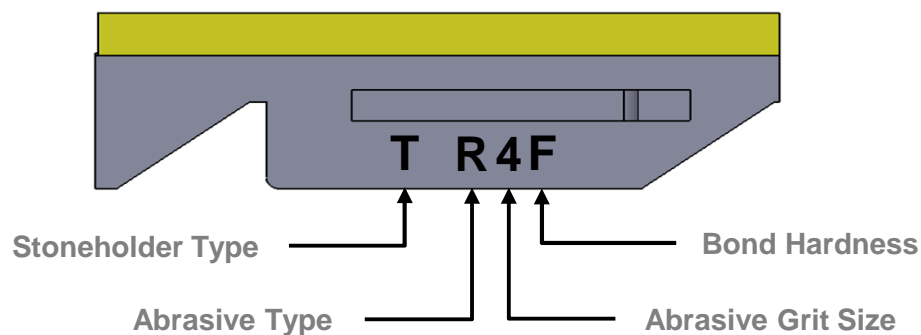 T R4F
Stoneholder Type
Bond Hardness
Abrasive Type
Abrasive Grit Size